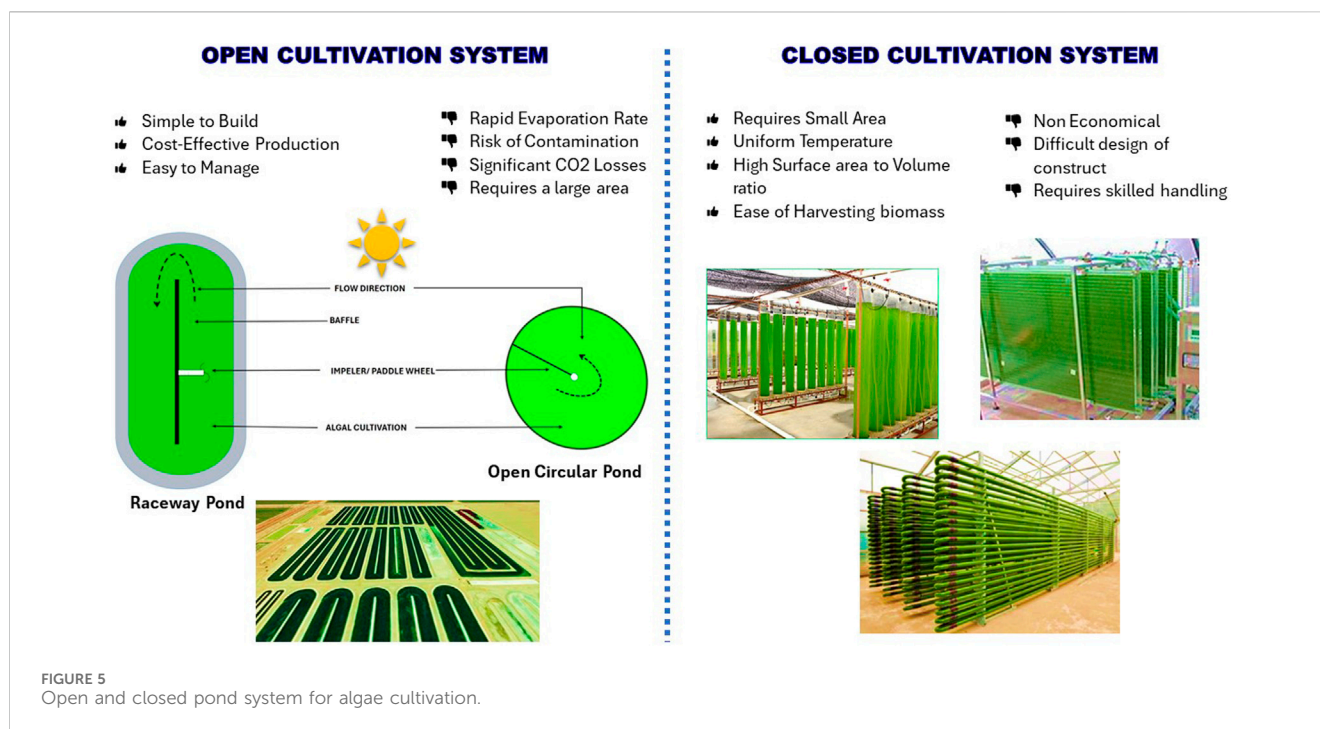 OPEN CULTIVATION SYSTEM
Simple to Build
Cost-Effective Production
Easy to Manage
Rapid Evaporation Rate
Risk of Contamination
Significant CO2 Losses
Requires a large area
FLOW DIRECTION
BAFFLE
IMPELER/ PADDLE WHEEL
ALGAL CULTIVATION
Raceway Pond
Open Circular Pond
CLOSED CULTIVATION SYSTEM
Requires Small Area
Uniform Temperature
High Surface area to Volume
ratio
Ease of Harvesting biomass
Non Economical
Difficult design of
construct
Requires skilled handling
FIGURE 5
Open and closed pond system for algae cultivation.